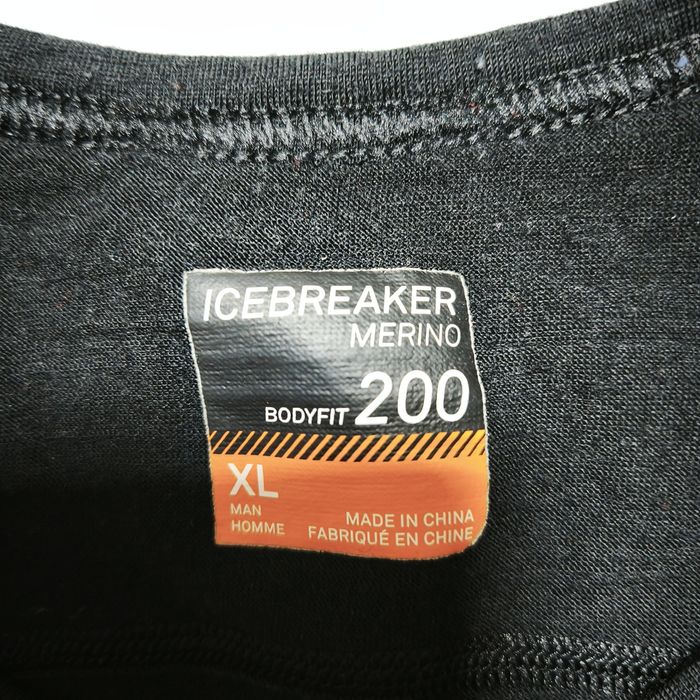 ICEBREAKER
MERINO
BODYFIT 200
XL
MAN
HOMME
MADE IN CHINA
FABRIQUÉ EN CHINE